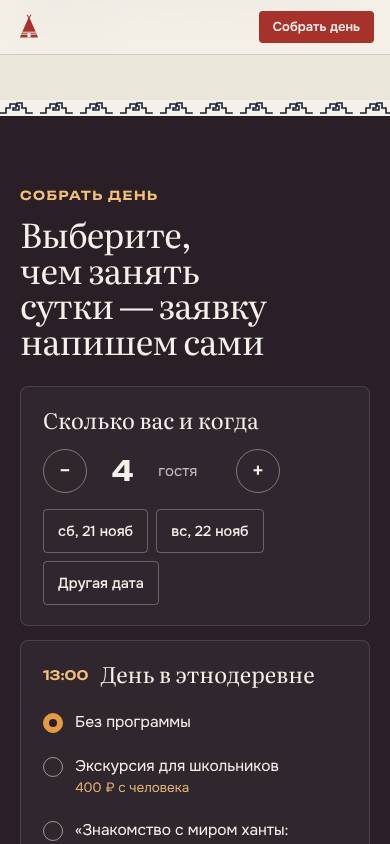 Собрать день
СОБРАТЬ ДЕНЬ
Выберите,
чем занять
сутки — заявку
напишем сами
Сколько вас и когда
− 4 гостя +
сб, 21 нояб вс, 22 нояб
Другая дата
13:00 День в этнодеревне
Без программы
Экскурсия для школьников
400 ₽ с человека
«Знакомство с миром ханты: